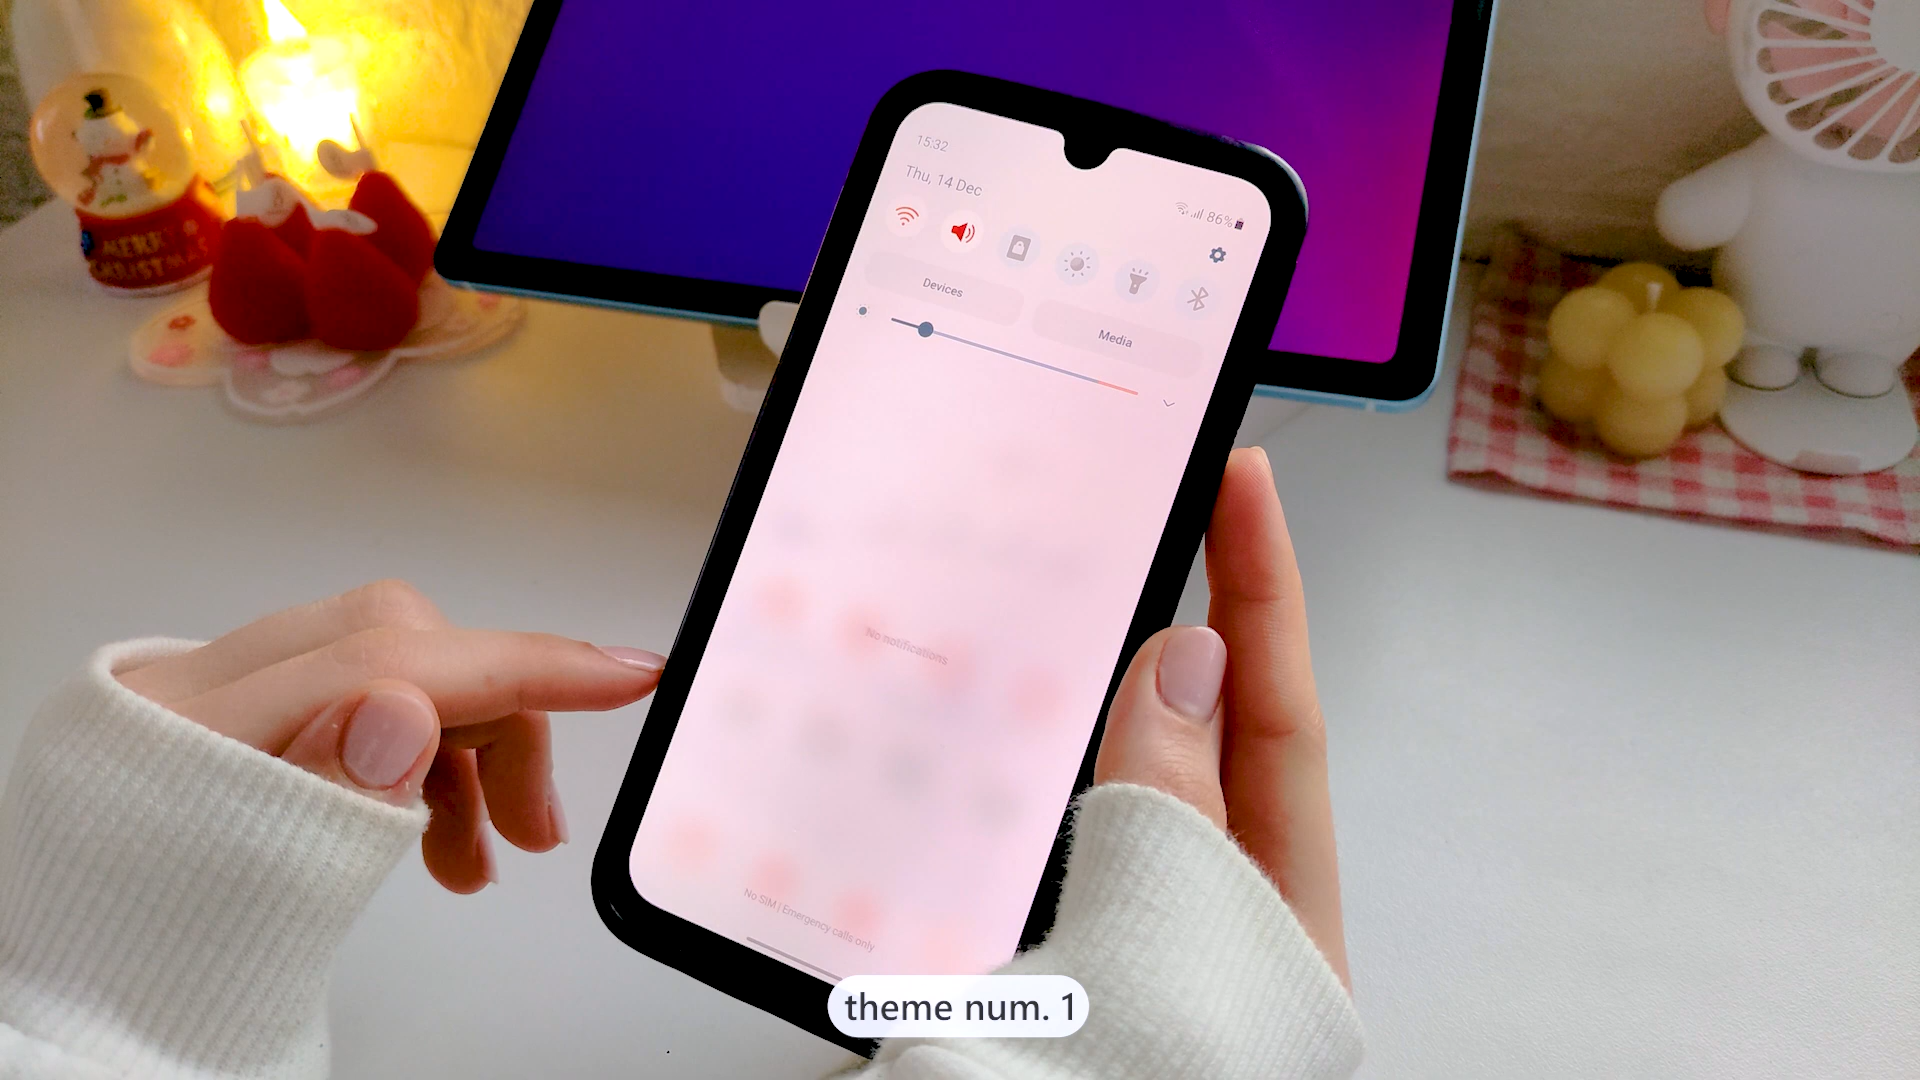 15:32
Thu, 14 Dec
86%
Devices
Media
No notifications
No SIM | Emergency calls only
MERRY
CHRISTMAS
theme num. 1